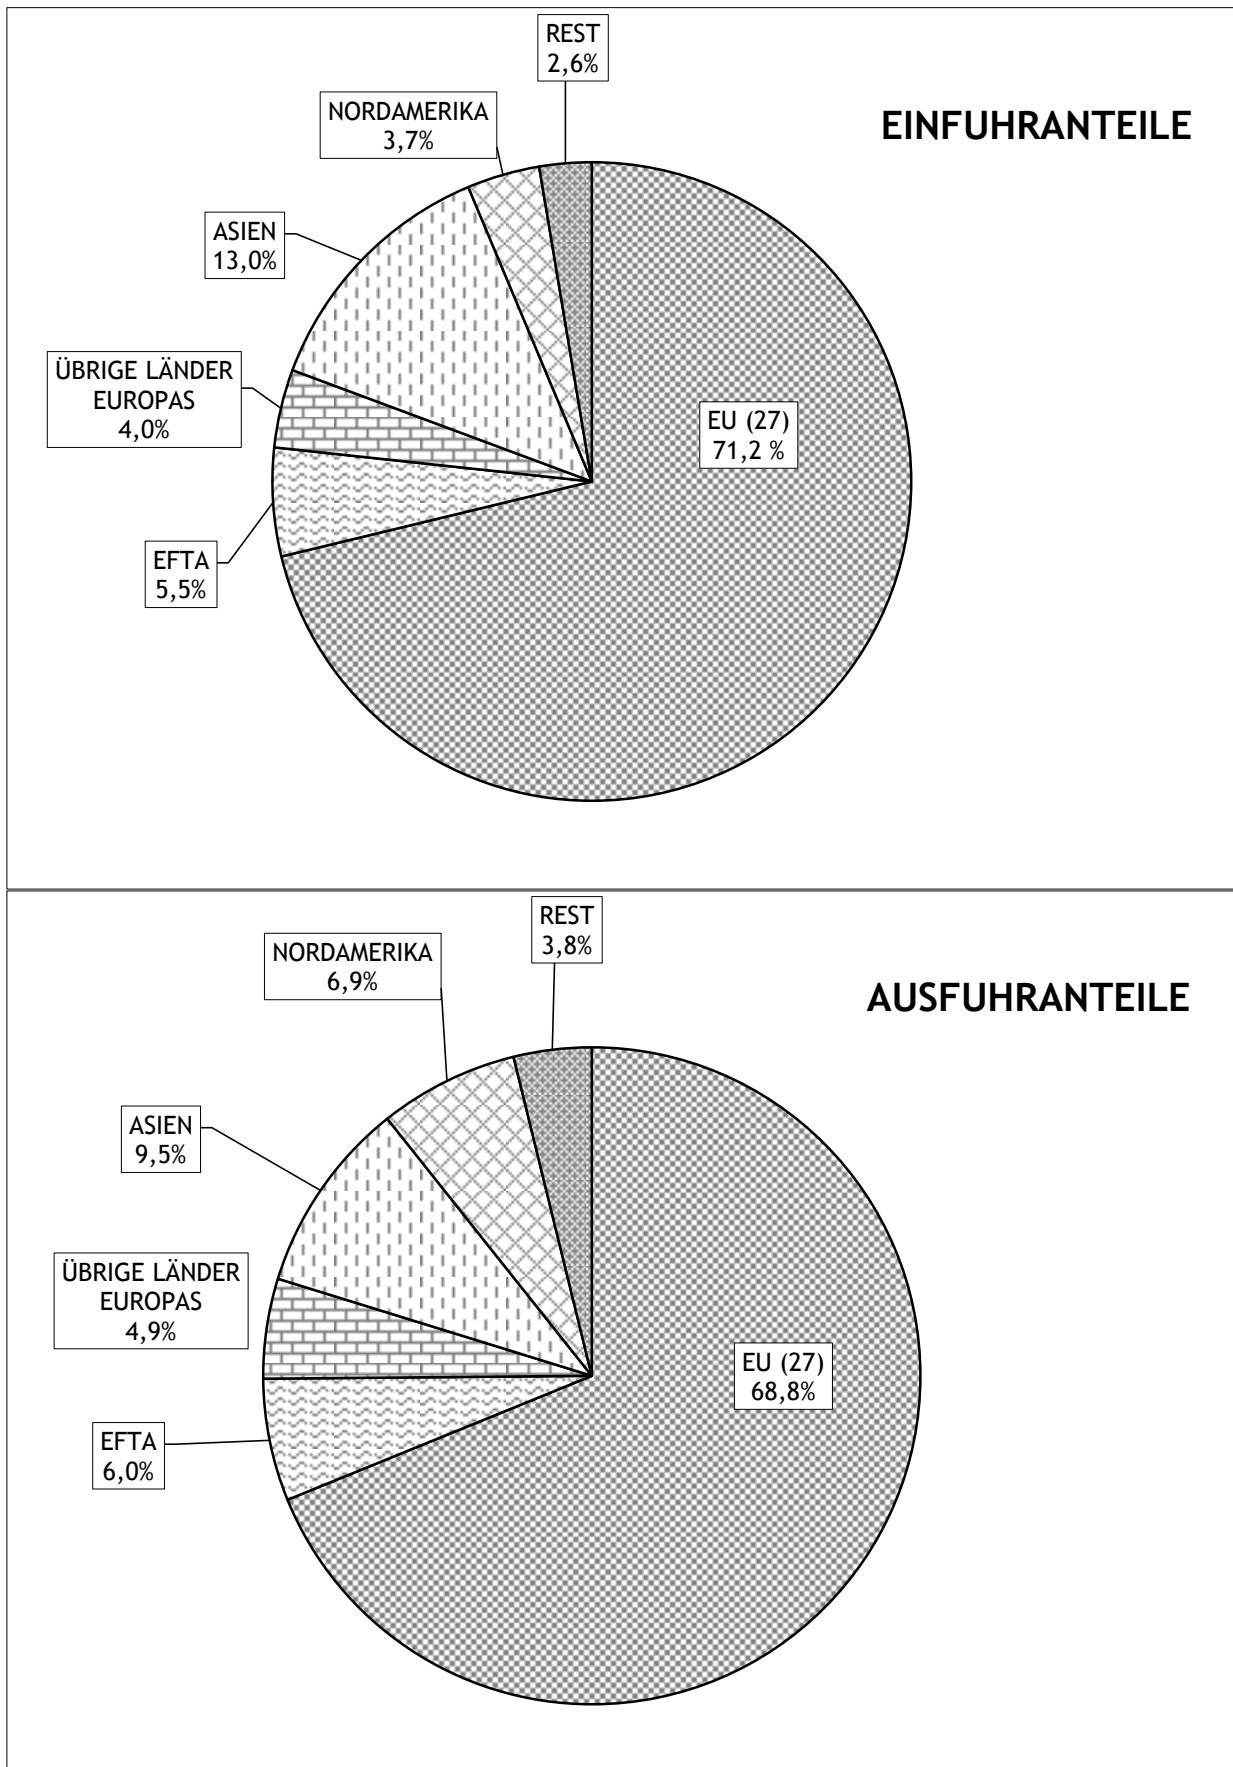 REST
2,6%
NORDAMERIKA
3,7%
EINFUHRANTEILE
ASIEN
13,0%
ÜBRIGE LÄNDER
EUROPAS
4,0%
EU (27)
71,2 %
EFTA
5,5%
REST
3,8%
NORDAMERIKA
6,9%
AUSFUHRANTEILE
ASIEN
9,5%
ÜBRIGE LÄNDER
EUROPAS
4,9%
EU (27)
68,8%
EFTA
6,0%